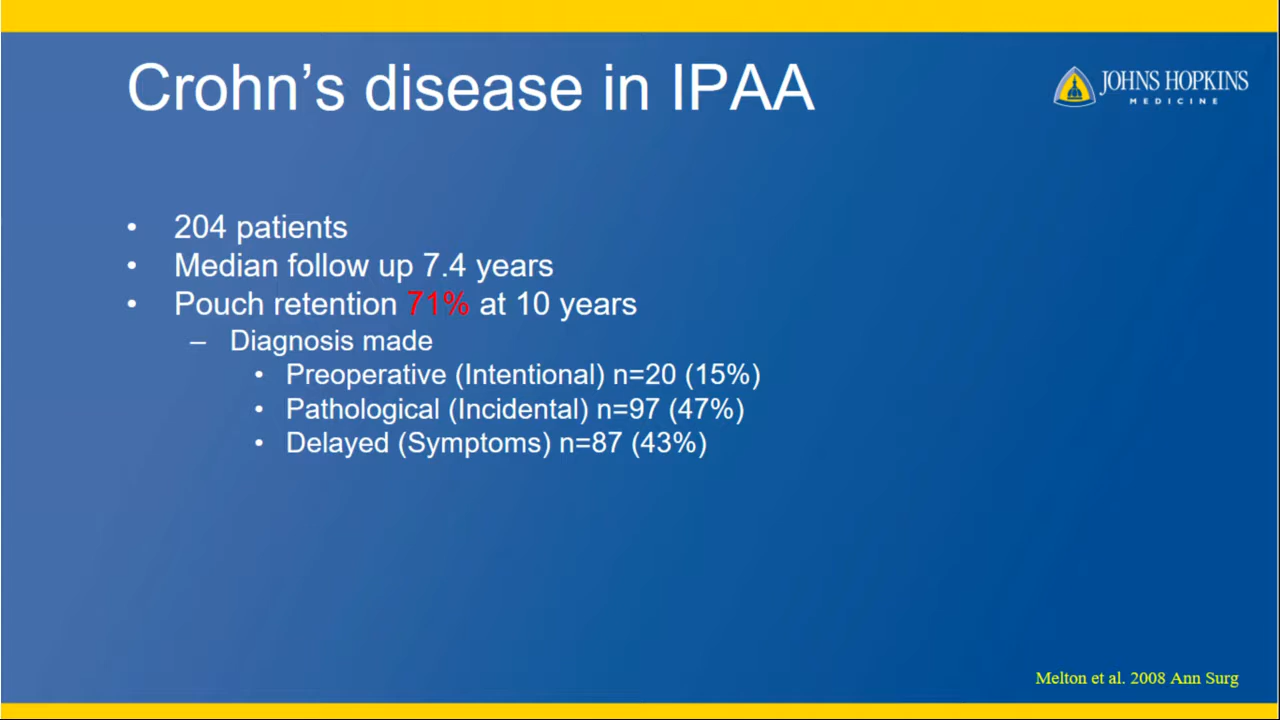 Crohn's disease in IPAA
JOHNS HOPKINS
MEDICINE
• 204 patients
• Median follow up 7.4 years
• Pouch retention 71% at 10 years
– Diagnosis made
• Preoperative (Intentional) n=20 (15%)
• Pathological (Incidental) n=97 (47%)
• Delayed (Symptoms) n=87 (43%)
Melton et al. 2008 Ann Surg